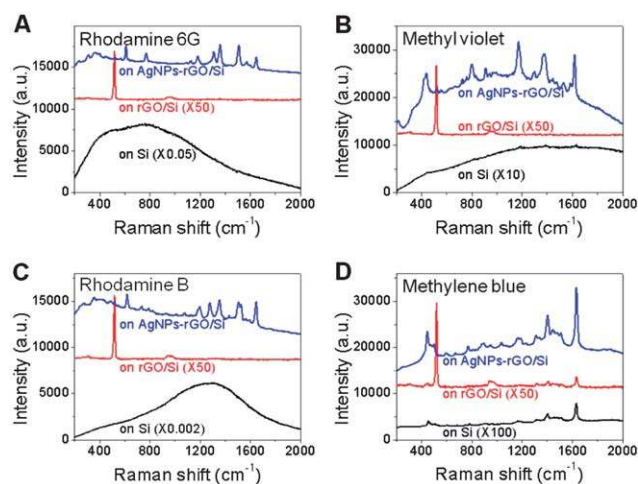 A
Rhodamine 6G
on AgNPs-rGO/Si
on rGO/Si (X50)
on Si (X0.05)
Intensity (a.u.)
15000
10000
5000
0
400 800 1200 1600 2000
Raman shift (cm-1)
B
Methyl violet
on AgNPs-rGO/Si
on rGO/Si (X50)
on Si (X10)
Intensity (a.u.)
30000
20000
10000
0
400 800 1200 1600 2000
Raman shift (cm-1)
C
Rhodamine B
on AgNPs-rGO/Si
on rGO/Si (X50)
on Si (X0.002)
Intensity (a.u.)
15000
10000
5000
0
400 800 1200 1600 2000
Raman shift (cm-1)
D
Methylene blue
on AgNPs-rGO/Si
on rGO/Si (X50)
on Si (X100)
Intensity (a.u.)
30000
20000
10000
0
400 800 1200 1600 2000
Raman shift (cm-1)